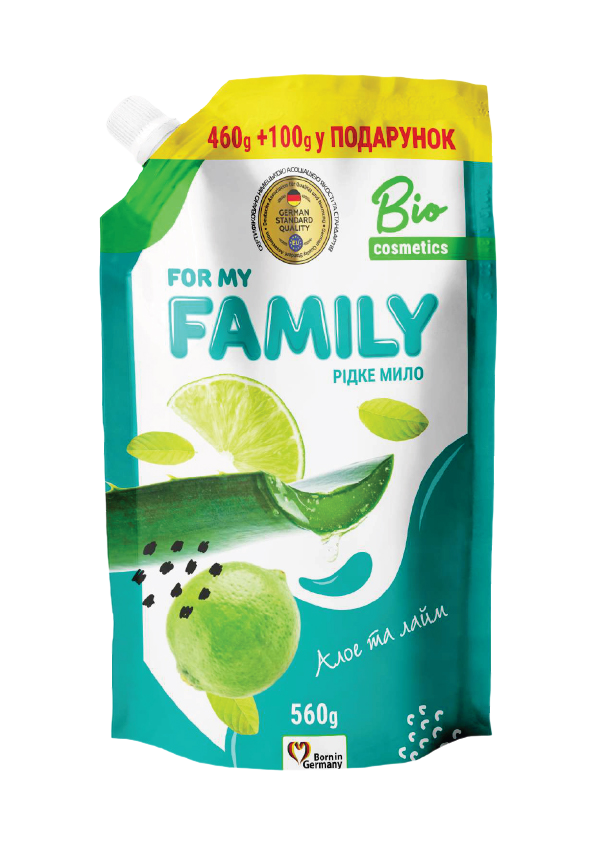 460g +100g у ПОДАРУНОК
GERMAN
STANDARD
QUALITY
EU
Bio
cosmetics
FOR MY
FAMILY
РІДКЕ МИЛО
Алое та лайм
560g
Born in
Germany